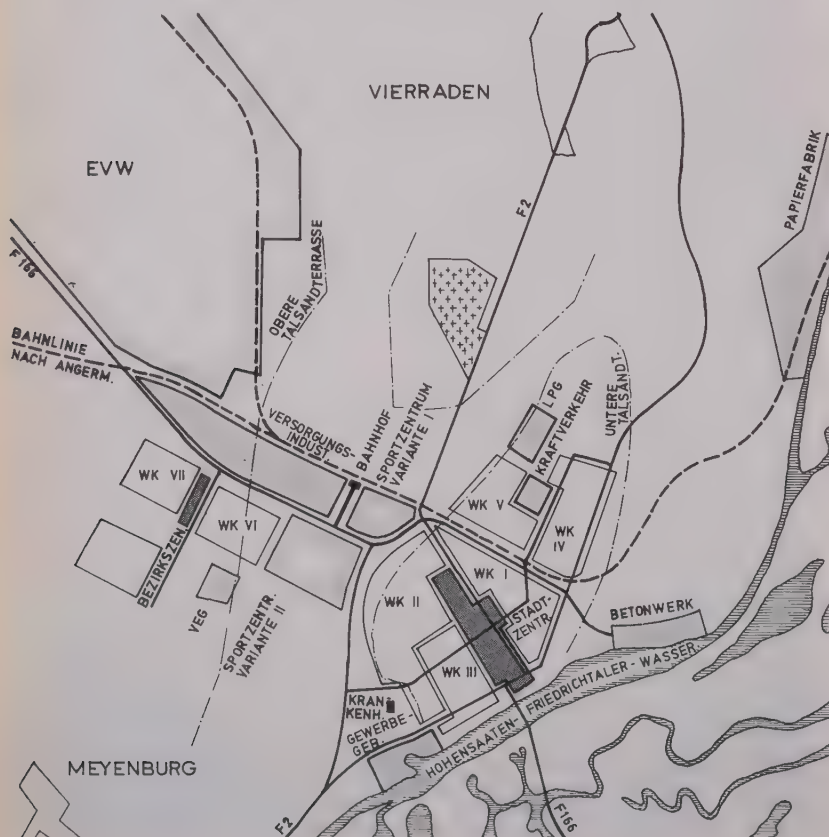 VIERRADEN
EVW
F2
PAPIERFABRIK
F 166
OBERE
TALSANDTERRASSE
BAHNLINIE
NACH ANGERM.
VERSORGUNGS-
INDUST.
BAHNHOF
SPORTZENTRUM
VARIANTE I
LPG
KRAFTVERKEHR
UNTERE
TALSANDT.
WK VII
WK VI
WK V
WK
IV
BEZIRKSZEN.
VEG
SPORTZENTR.
VARIANTE II
WK II
WK I
STADT-
ZENTR.
BETONWERK
WK III
KRAN-
KENH.
GEWERBE-
GEB.
HOHENSAATEN-FRIEDRICHTALER-WASSER.
MEYENBURG
F2
F166